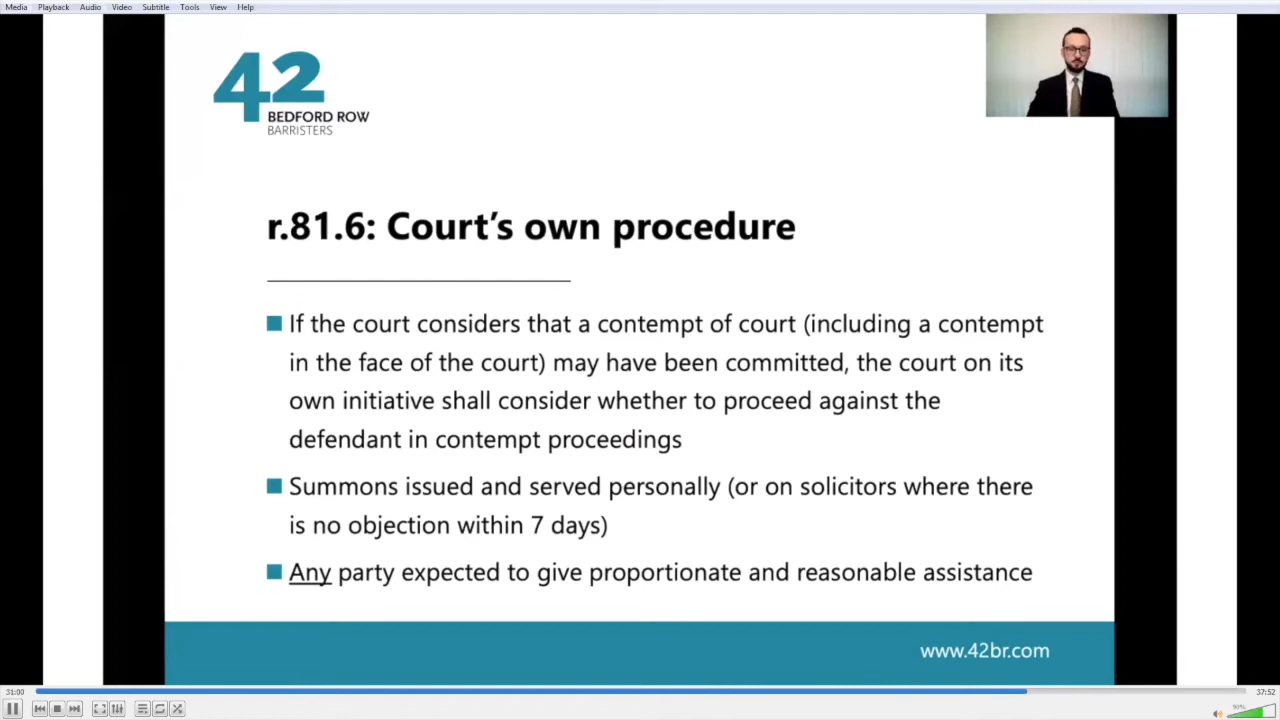 Media Playback Audio Video Subtitle Tools View Help
42
BEDFORD ROW
BARRISTERS
r.81.6: Court's own procedure
If the court considers that a contempt of court (including a contempt
in the face of the court) may have been committed, the court on its
own initiative shall consider whether to proceed against the
defendant in contempt proceedings
Summons issued and served personally (or on solicitors where there
is no objection within 7 days)
Any party expected to give proportionate and reasonable assistance
www.42br.com
31:00 37:52
90%